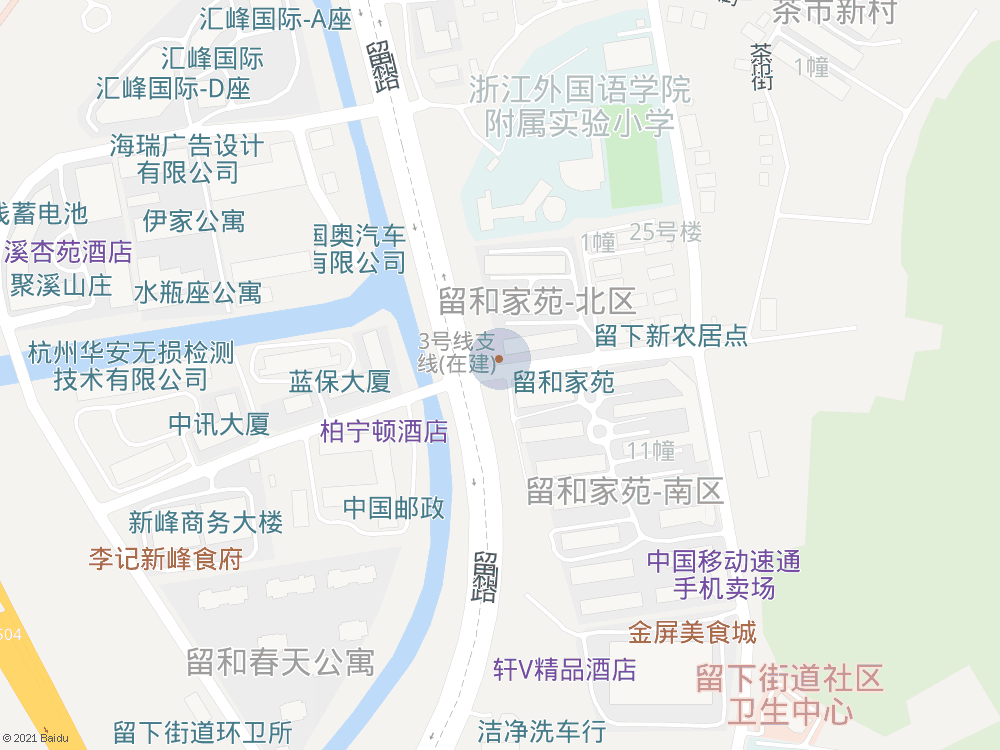 汇峰国际-A座
茶市新村
汇峰国际
留和路
茶市街
1幢
汇峰国际-D座
浙江外国语学院
附属实验小学
海瑞广告设计
有限公司
线蓄电池
伊家公寓
国奥汽车
有限公司
1幢
25号楼
溪杏苑酒店
聚溪山庄
水瓶座公寓
留和家苑-北区
3号线支
线(在建)
留下新农居点
杭州华安无损检测
技术有限公司
蓝保大厦
留和家苑
中讯大厦
柏宁顿酒店
11幢
留和家苑-南区
中国邮政
新峰商务大楼
李记新峰食府
留和路
中国移动速通
手机卖场
S04
金屏美食城
留和春天公寓
轩V精品酒店
留下街道社区
卫生中心
留下街道环卫所
洁净洗车行
© 2021 Baidu